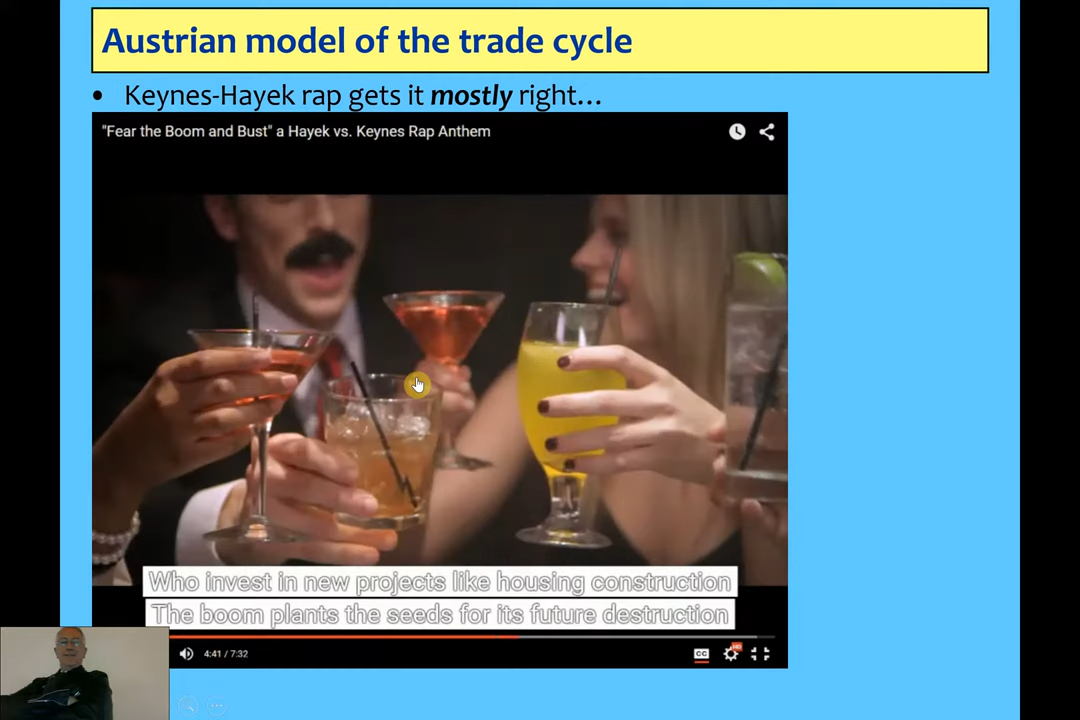 Austrian model of the trade cycle
• Keynes-Hayek rap gets it mostly right…
"Fear the Boom and Bust" a Hayek vs. Keynes Rap Anthem
Who invest in new projects like housing construction
The boom plants the seeds for its future destruction
4:41 / 7:32
CC
HD